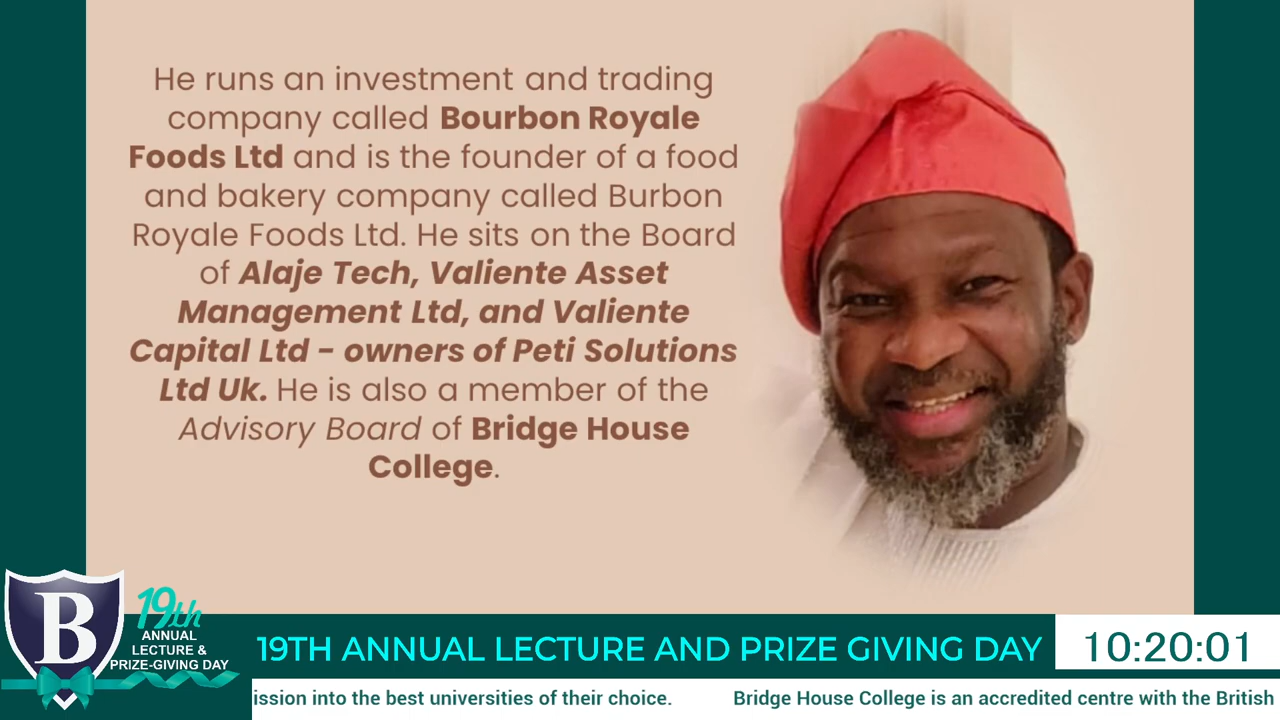 He runs an investment and trading
company called Bourbon Royale
Foods Ltd and is the founder of a food
and bakery company called Burbon
Royale Foods Ltd. He sits on the Board
of Alaje Tech, Valiente Asset
Management Ltd, and Valiente
Capital Ltd - owners of Peti Solutions
Ltd Uk. He is also a member of the
Advisory Board of Bridge House
College.
B
19th
ANNUAL
LECTURE &
PRIZE-GIVING DAY
19TH ANNUAL LECTURE AND PRIZE GIVING DAY
10:20:01
ission into the best universities of their choice. Bridge House College is an accredited centre with the British